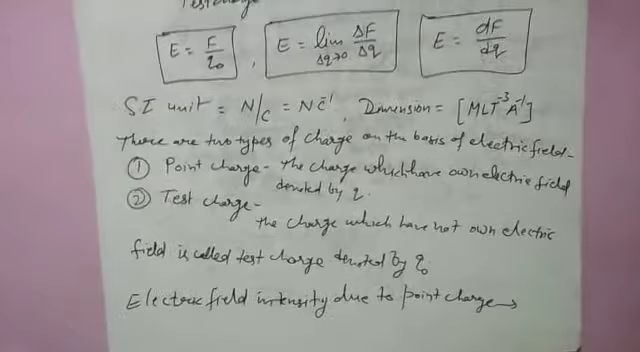 Test charge
E = F/q₀ , E = lim Δq→0 ΔF/Δq E = dF/dq
SI unit = N/C = NC⁻¹, Dimension = [MLT⁻³A⁻¹]
There are two types of charge on the basis of electric field-
① Point charge - the charge which have own electric field
denoted by q.
② Test charge -
the charge which have not own electric
field is called test charge denoted by q₀
Electric field intensity due to point charge →